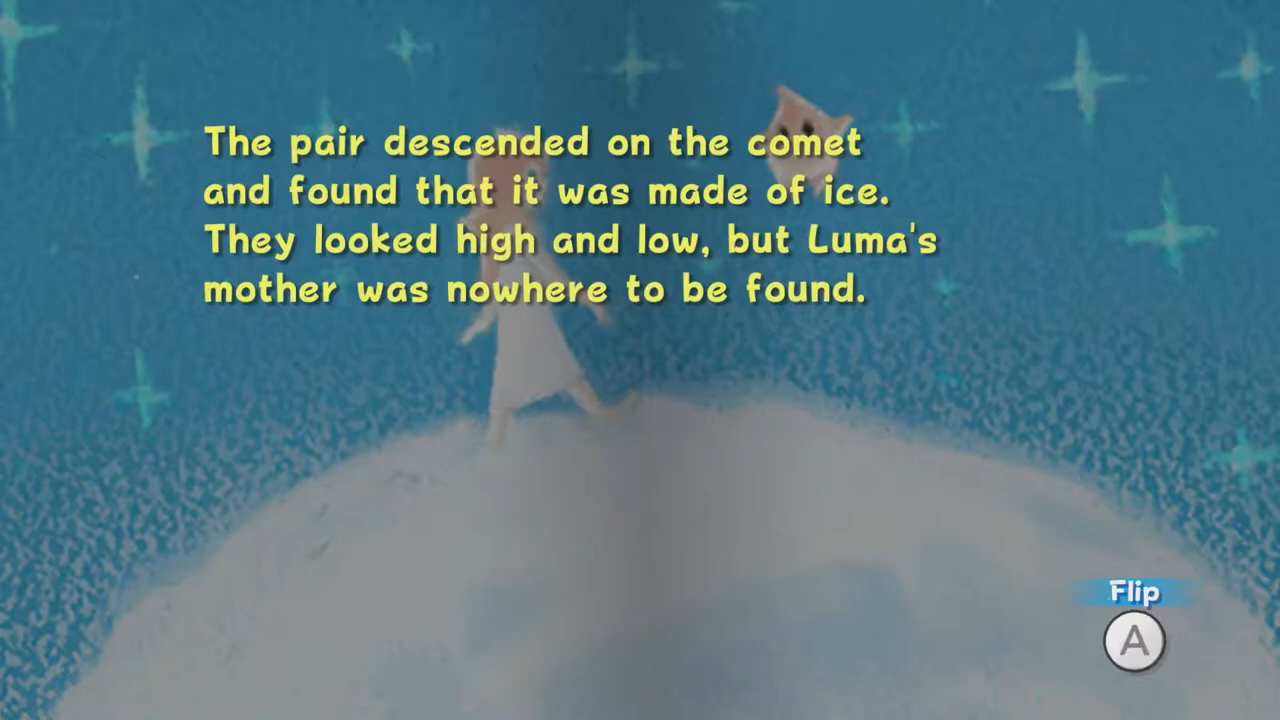 The pair descended on the comet
and found that it was made of ice.
They looked high and low, but Luma's
mother was nowhere to be found.
Flip
A